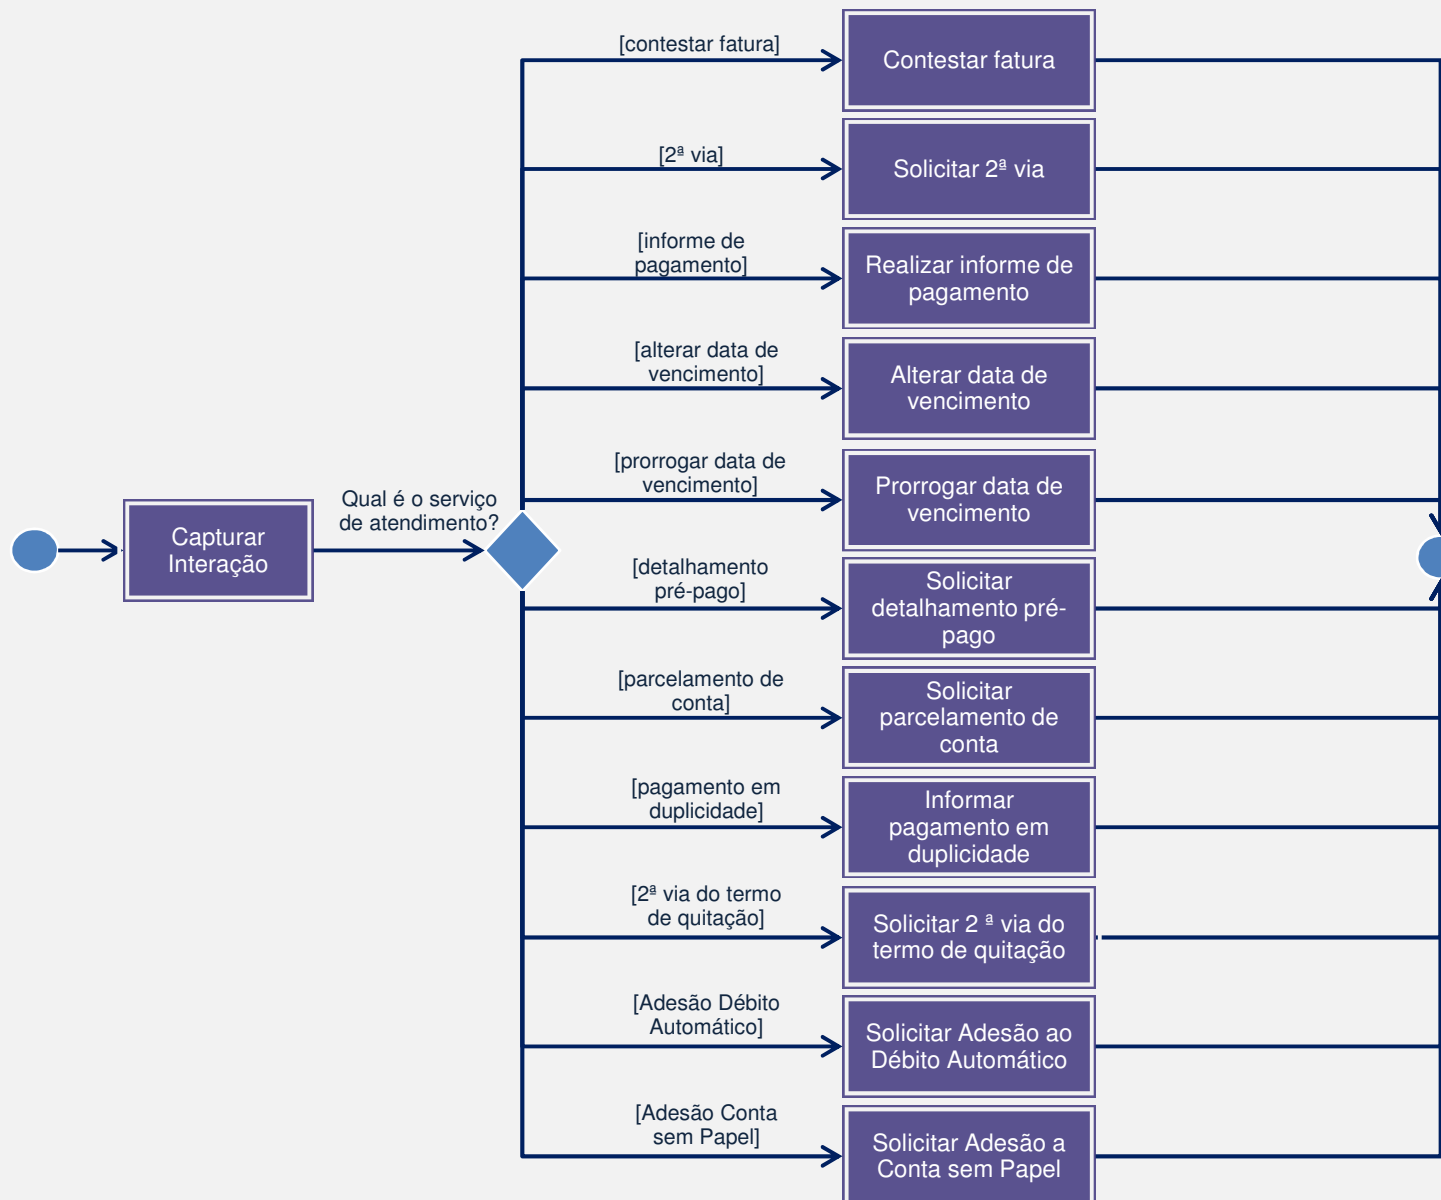 [contestar fatura]
Contestar fatura
[2ª via]
Solicitar 2ª via
[informe de
pagamento]
Realizar informe de
pagamento
[alterar data de
vencimento]
Alterar data de
vencimento
[prorrogar data de
vencimento]
Prorrogar data de
vencimento
Qual é o serviço
de atendimento?
Capturar
Interação
[detalhamento
pré-pago]
Solicitar
detalhamento pré-
pago
[parcelamento de
conta]
Solicitar
parcelamento de
conta
[pagamento em
duplicidade]
Informar
pagamento em
duplicidade
[2ª via do termo
de quitação]
Solicitar 2 ª via do
termo de quitação
[Adesão Débito
Automático]
Solicitar Adesão ao
Débito Automático
[Adesão Conta
sem Papel]
Solicitar Adesão a
Conta sem Papel